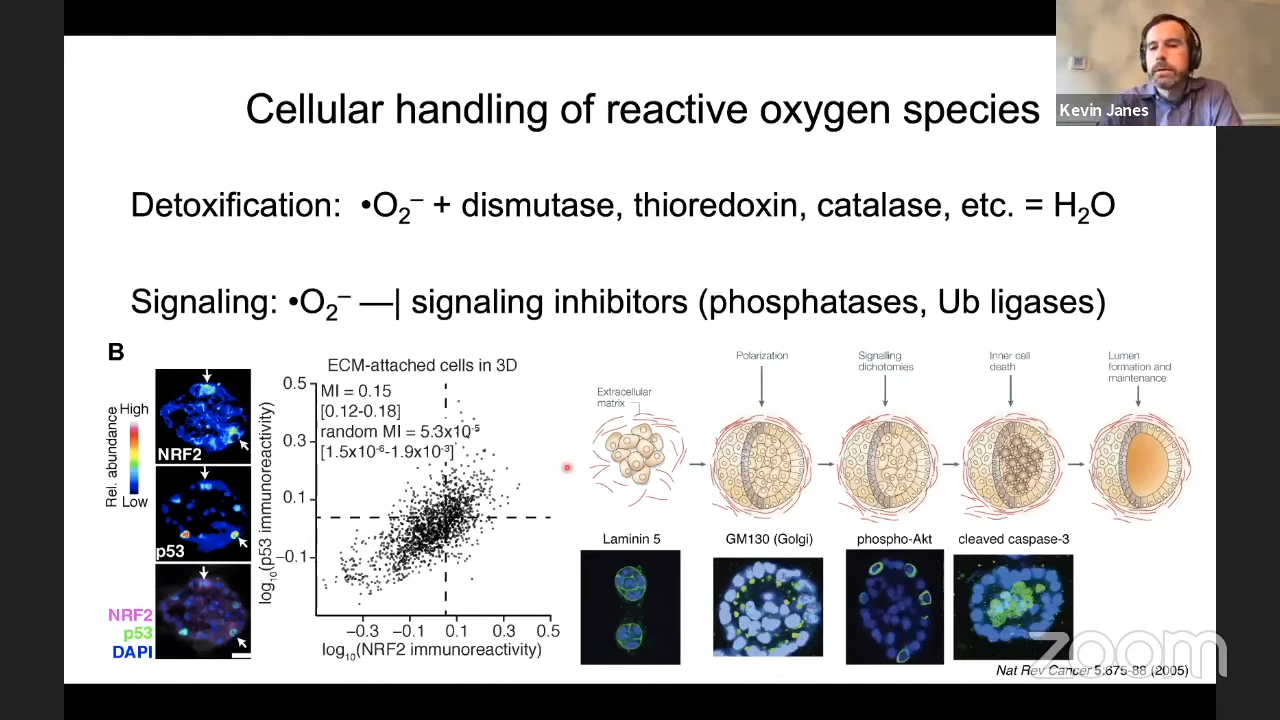 Cellular handling of reactive oxygen species
Kevin Janes
Detoxification: •O₂⁻ + dismutase, thioredoxin, catalase, etc. = H₂O
Signaling: •O₂⁻ —| signaling inhibitors (phosphatases, Ub ligases)
B
Rel. abundance
High
Low
NRF2
p53
NRF2
p53
DAPI
ECM-attached cells in 3D
MI = 0.15
[0.12-0.18]
random MI = 5.3x10⁻⁵
[1.5x10⁻⁶-1.9x10⁻³]
log₁₀(p53 immunoreactivity)
0.5
0.3
0.1
–0.1
–0.3 –0.1 0.1 0.3 0.5
log₁₀(NRF2 immunoreactivity)
Extracellular
matrix
Polarization
Signalling
dichotomies
Inner cell
death
Lumen
formation and
maintenance
Laminin 5
GM130 (Golgi)
phospho-Akt
cleaved caspase-3
Nat Rev Cancer 5:675-88 (2005)
zoom